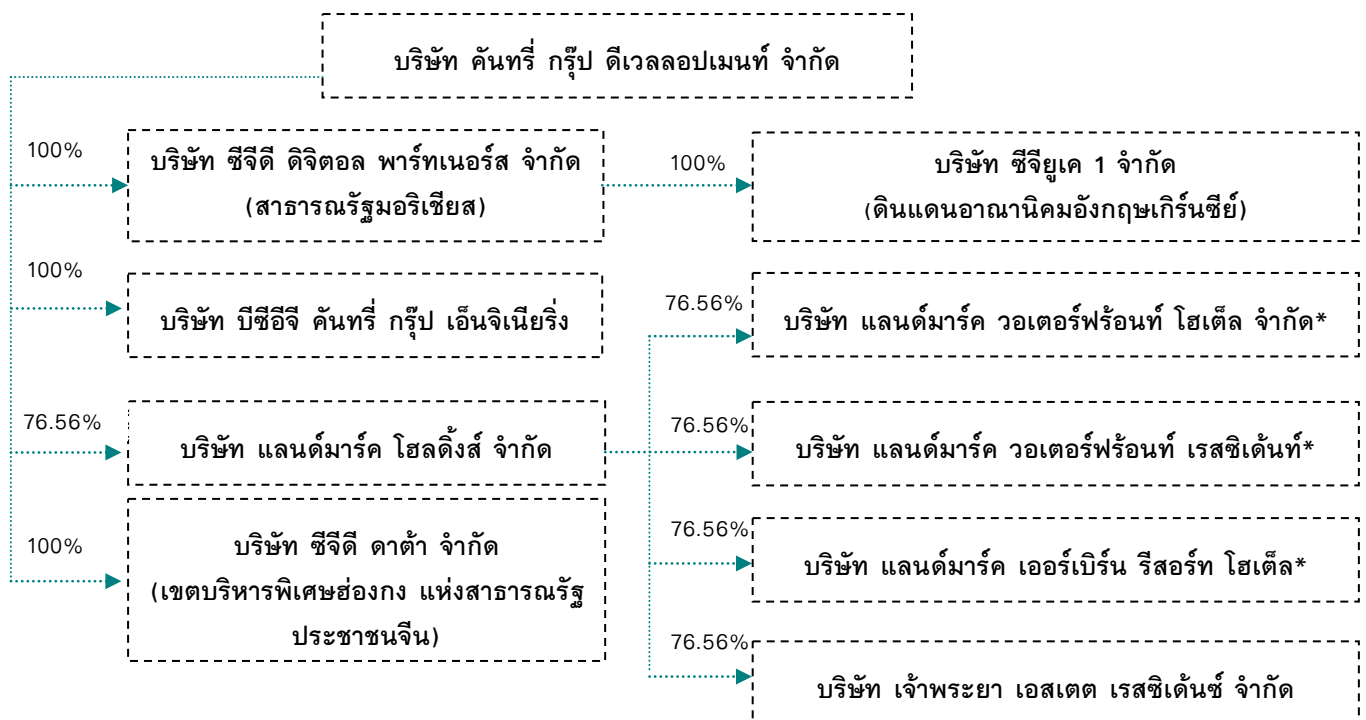 บริษัท คันทรี่ กรุ๊ป ดีเวลลอปเมนท์ จำกัด
100%
บริษัท ซีจีดี ดิจิตอล พาร์ทเนอร์ส จำกัด
(สาธารณรัฐมอริเชียส)
100%
บริษัท ซีจียูเค 1 จำกัด
(ดินแดนอาณานิคมอังกฤษเกิร์นซีย์)
100%
บริษัท บีซีอีจี คันทรี่ กรุ๊ป เอ็นจิเนียริ่ง
76.56%
บริษัท แลนด์มาร์ค วอเตอร์ฟร้อนท์ โฮเต็ล จำกัด*
76.56%
บริษัท แลนด์มาร์ค โฮลดิ้งส์ จำกัด
76.56%
บริษัท แลนด์มาร์ค วอเตอร์ฟร้อนท์ เรสซิเด้นท์*
100%
บริษัท ซีจีดี ดาต้า จำกัด
(เขตบริหารพิเศษฮ่องกง แห่งสาธารณรัฐ
ประชาชนจีน)
76.56%
บริษัท แลนด์มาร์ค เออร์เบิร์น รีสอร์ท โฮเต็ล*
76.56%
บริษัท เจ้าพระยา เอสเตต เรสซิเด้นซ์ จำกัด